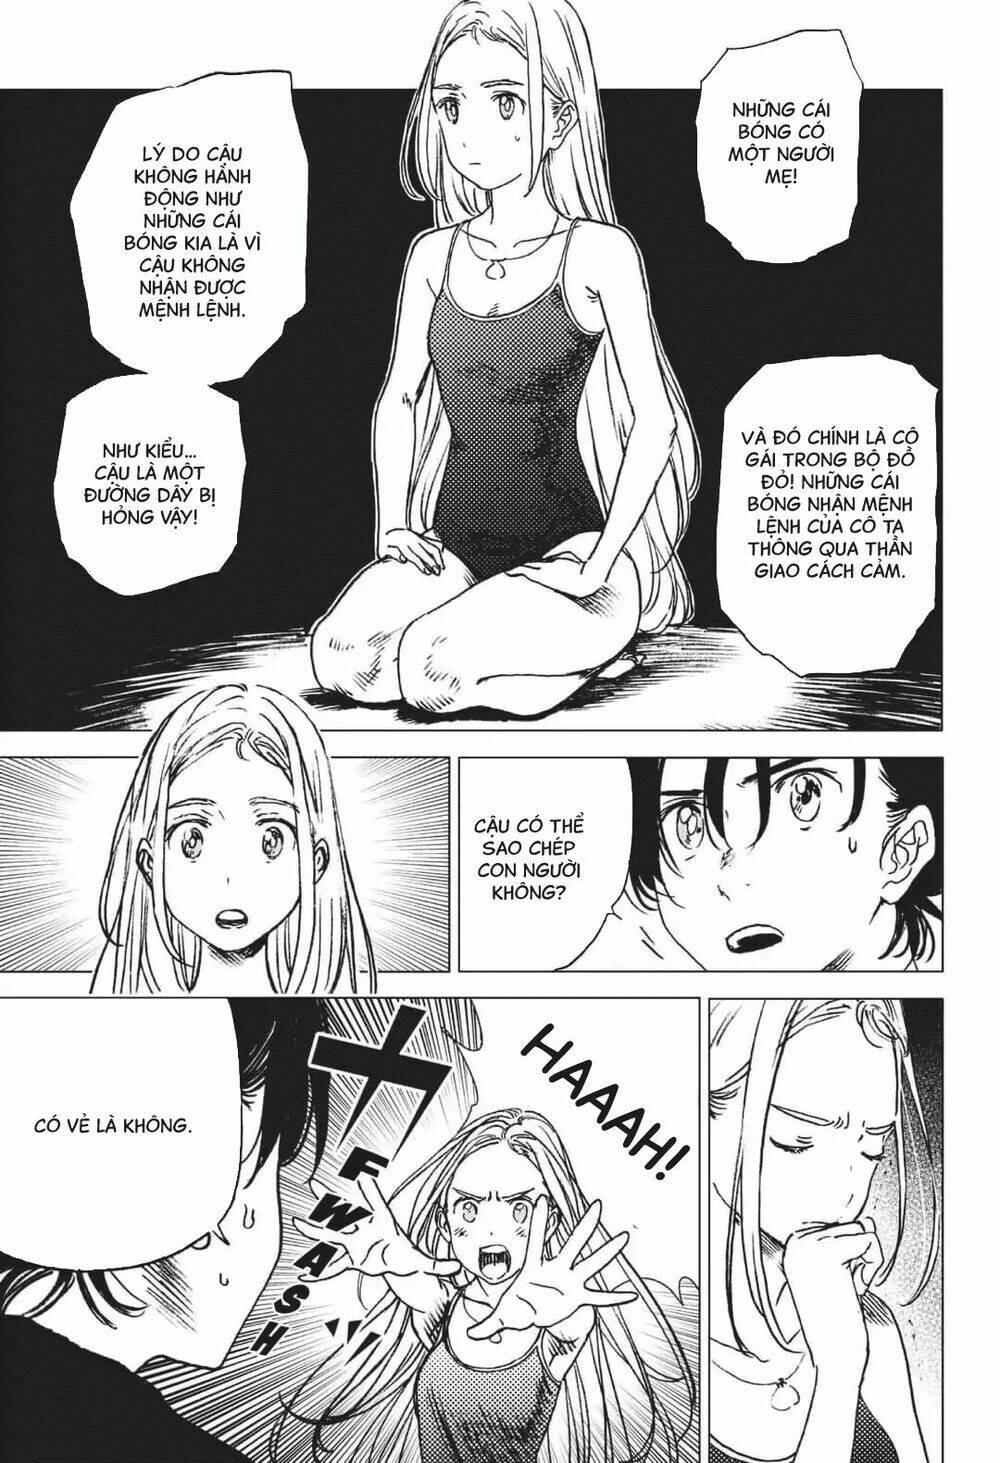 NHỮNG CÁI
BÓNG CÓ
MỘT NGƯỜI
MẸ!
VÀ ĐÓ CHÍNH LÀ CÔ
GÁI TRONG BỘ ĐỒ
ĐỎ! NHỮNG CÁI
BÓNG NHẬN MỆNH
LỆNH CỦA CÔ TA
THÔNG QUA THẦN
GIAO CÁCH CẢM.
LÝ DO CẬU
KHÔNG HÀNH
ĐỘNG NHƯ
NHỮNG CÁI
BÓNG KIA LÀ VÌ
CẬU KHÔNG
NHẬN ĐƯỢC
MỆNH LỆNH.
NHƯ KIỂU...
CẬU LÀ MỘT
ĐƯỜNG DÂY BỊ
HỎNG VẬY!
CẬU CÓ THỂ
SAO CHÉP
CON NGƯỜI
KHÔNG?
HAAAH!
FWASH
CÓ VẺ LÀ KHÔNG.